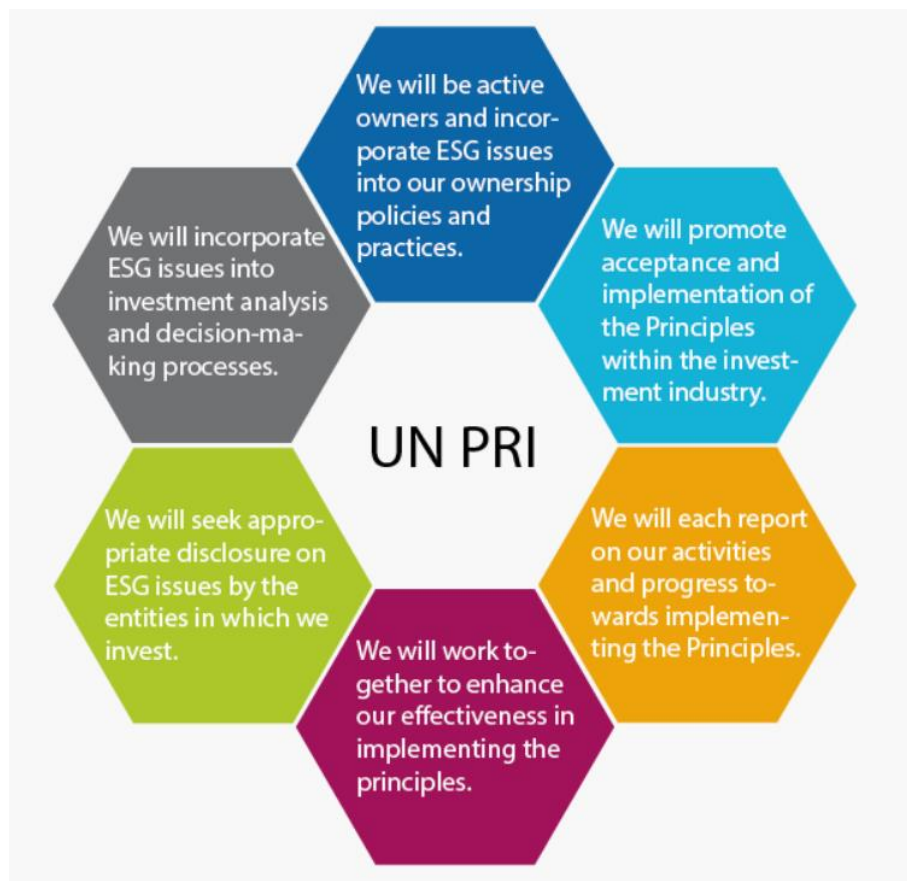 We will be active
owners and incor-
porate ESG issues
into our ownership
policies and
practices.
We will incorporate
ESG issues into
investment analysis
and decision-ma-
king processes.
We will promote
acceptance and
implementation of
the Principles
within the invest-
ment industry.
UN PRI
We will seek appro-
priate disclosure on
ESG issues by the
entities in which we
invest.
We will each report
on our activities
and progress to-
wards implemen-
ting the Principles.
We will work to-
gether to enhance
our effectiveness in
implementing the
principles.